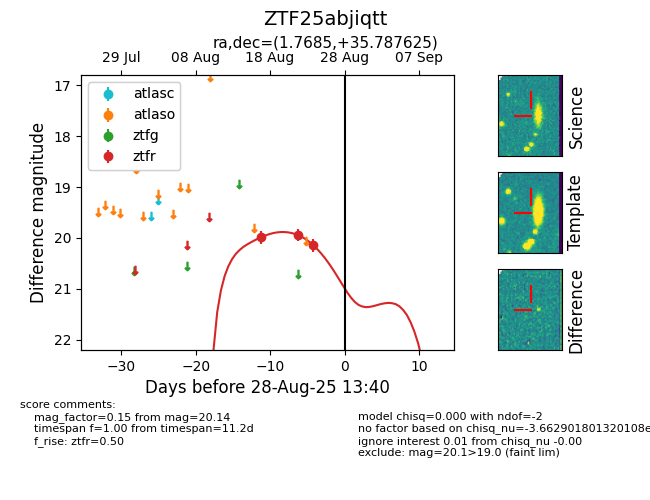 ZTF25abjiqtt
ra,dec=(1.7685,+35.787625)
29 Jul 08 Aug 18 Aug 28 Aug 07 Sep
atlasc
atlaso
ztfg
ztfr
17
18
19
20
21
22
Difference magnitude
−30 −20 −10 0 10
Days before 28-Aug-25 13:40
Science
Template
Difference
score comments:
mag_factor=0.15 from mag=20.14
timespan f=1.00 from timespan=11.2d
f_rise: ztfr=0.50
model chisq=0.000 with ndof=-2
no factor based on chisq_nu=-3.662901801320108e
ignore interest 0.01 from chisq_nu -0.00
exclude: mag=20.1>19.0 (faint lim)